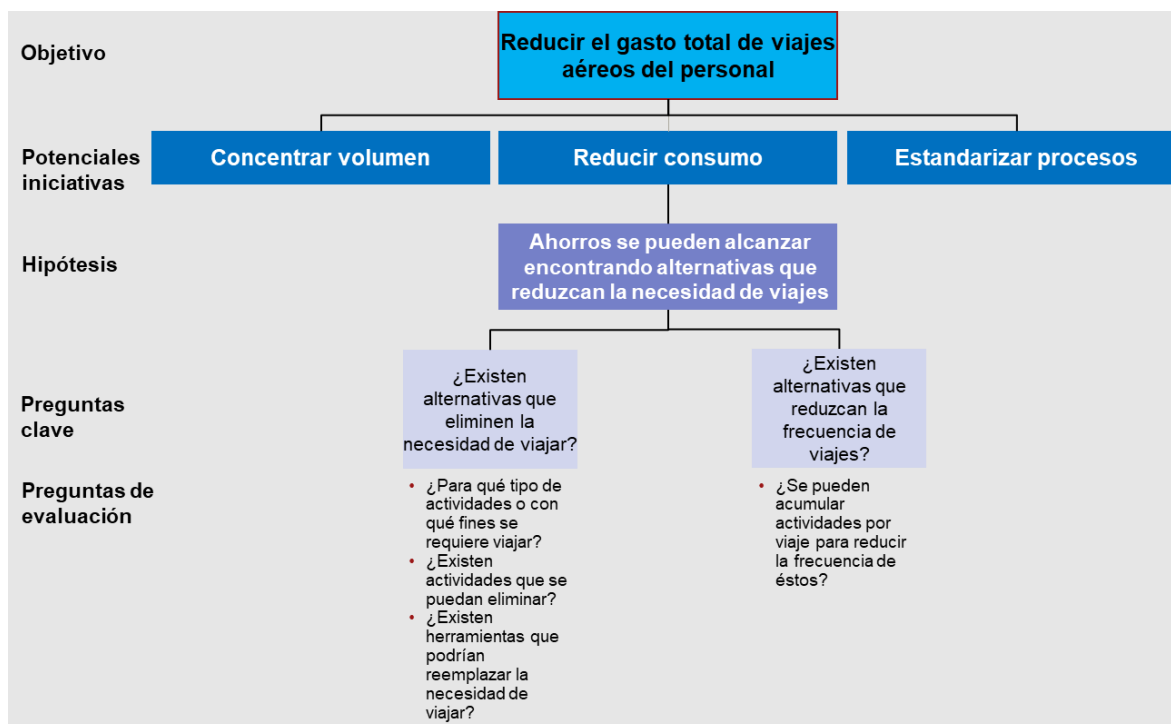 Objetivo
Reducir el gasto total de viajes
aéreos del personal
Potenciales
iniciativas
Concentrar volumen
Reducir consumo
Estandarizar procesos
Hipótesis
Ahorros se pueden alcanzar
encontrando alternativas que
reduzcan la necesidad de viajes
Preguntas
clave
¿Existen
alternativas que
eliminen la
necesidad de viajar?
¿Existen
alternativas que
reduzcan la
frecuencia de
viajes?
Preguntas de
evaluación
• ¿Para qué tipo de
actividades o con
qué fines se
requiere viajar?
• ¿Existen
actividades que se
puedan eliminar?
• ¿Existen
herramientas que
podrían
reemplazar la
necesidad de
viajar?
• ¿Se pueden
acumular
actividades por
viaje para reducir
la frecuencia de
éstos?